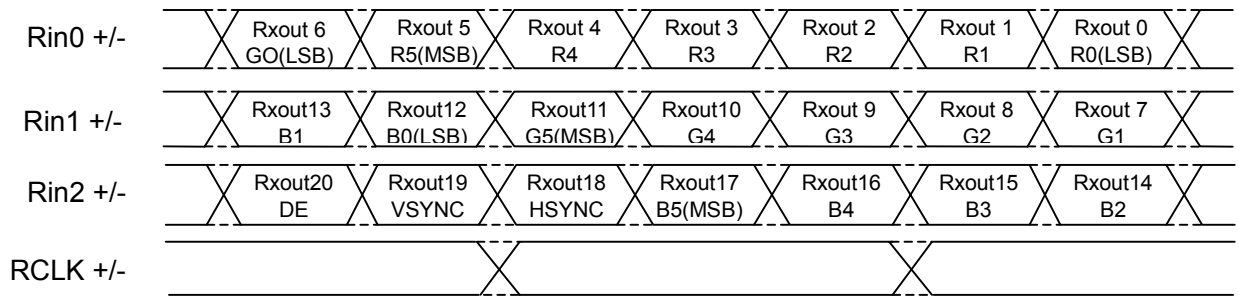 Rin0 +/-
Rxout 6 Rxout 5 Rxout 4 Rxout 3 Rxout 2 Rxout 1 Rxout 0
GO(LSB) R5(MSB) R4 R3 R2 R1 R0(LSB)
Rin1 +/-
Rxout13 Rxout12 Rxout11 Rxout10 Rxout 9 Rxout 8 Rxout 7
B1 B0(LSB) G5(MSB) G4 G3 G2 G1
Rin2 +/-
Rxout20 Rxout19 Rxout18 Rxout17 Rxout16 Rxout15 Rxout14
DE VSYNC HSYNC B5(MSB) B4 B3 B2
RCLK +/-